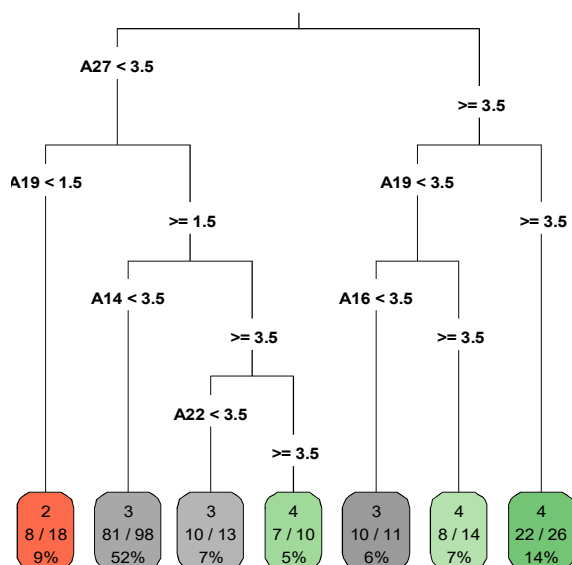 A27 < 3.5
>= 3.5
A19 < 1.5
A19 < 3.5
>= 1.5
>= 3.5
A14 < 3.5
A16 < 3.5
>= 3.5
>= 3.5
A22 < 3.5
>= 3.5
2
8 / 18
9%
3
81 / 98
52%
3
10 / 13
7%
4
7 / 10
5%
3
10 / 11
6%
4
8 / 14
7%
4
22 / 26
14%